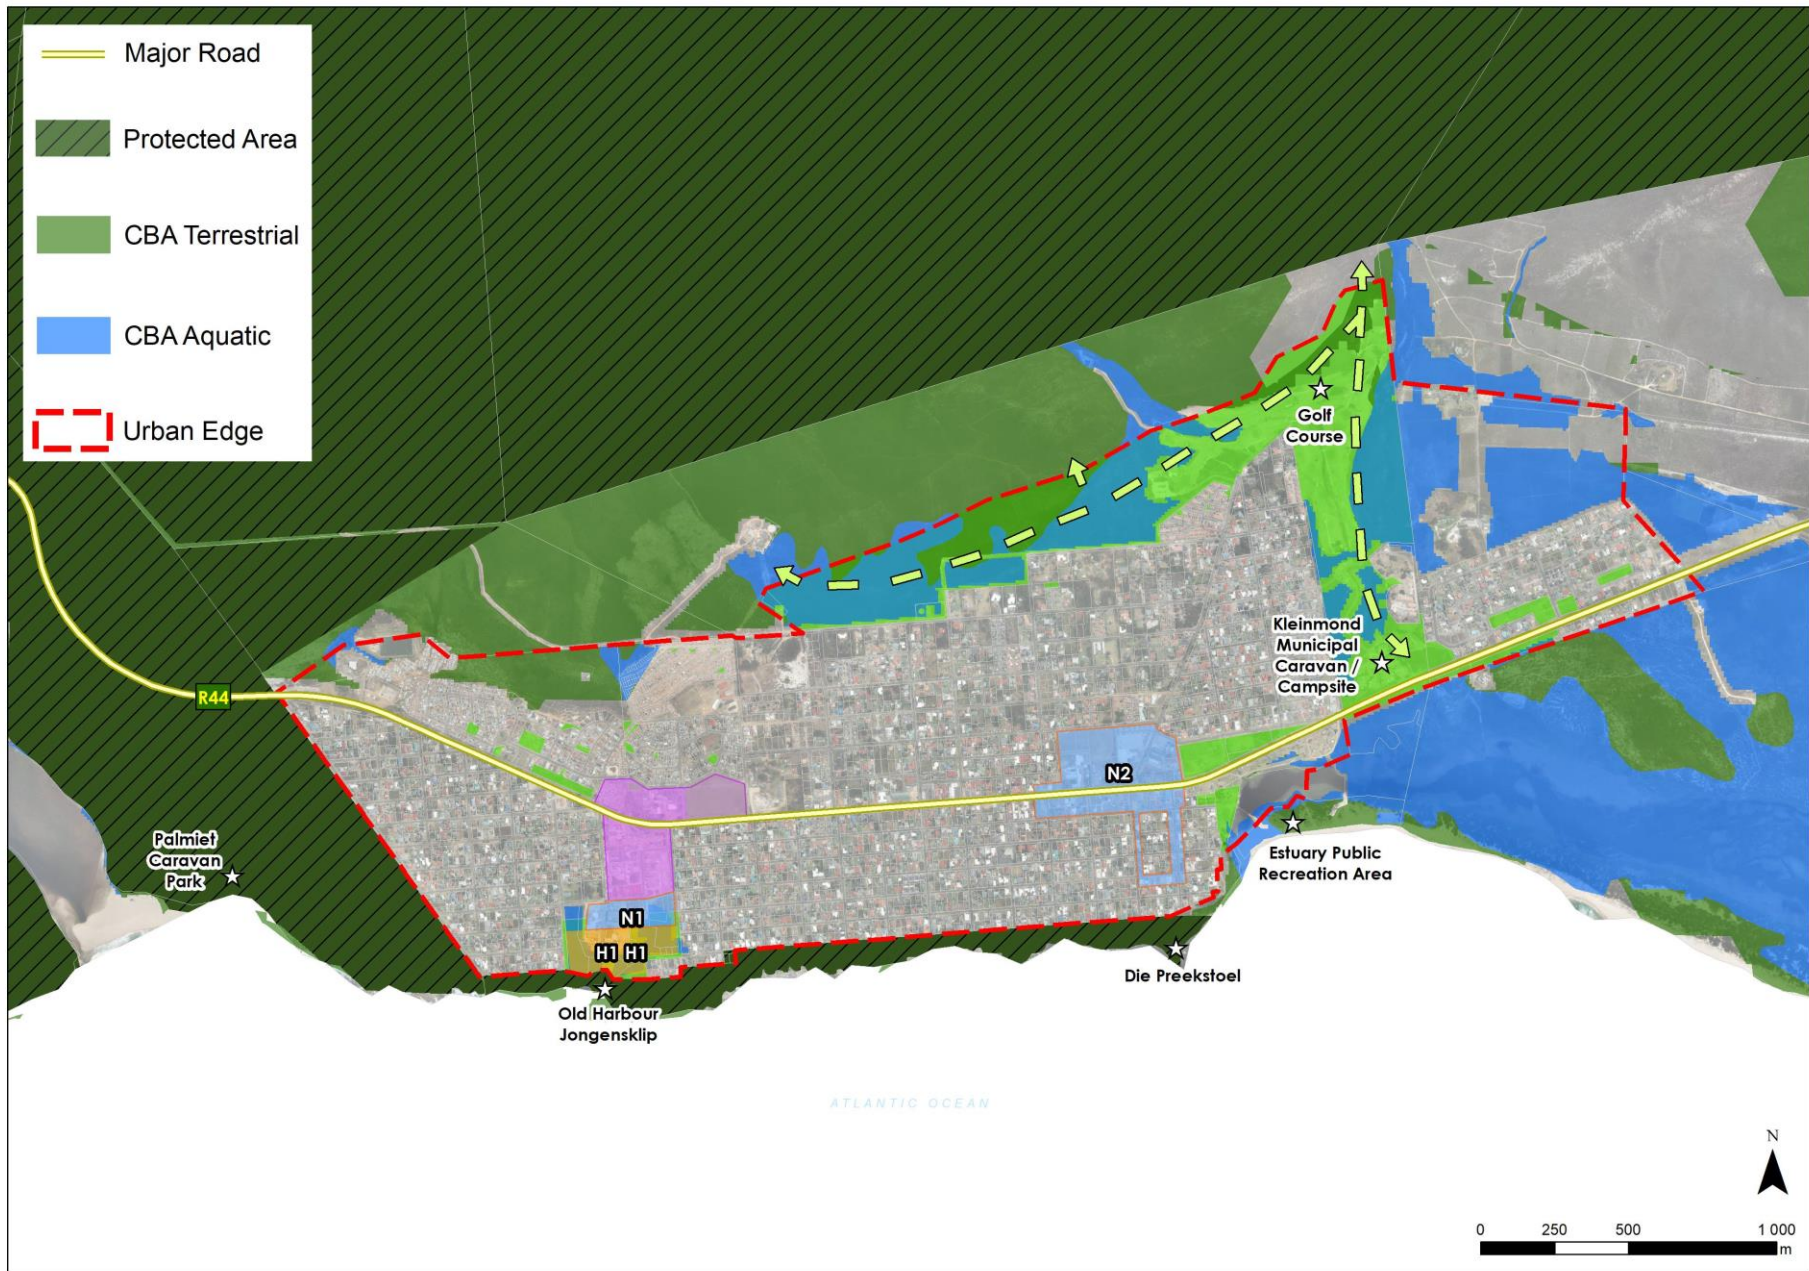 Major Road
Protected Area
CBA Terrestrial
CBA Aquatic
Urban Edge
Golf
Course
Kleinmond
Municipal
Caravan /
Campsite
R44
N2
Palmiet
Caravan
Park
Estuary Public
Recreation Area
N1
H1 H1
Die Preekstoel
Old Harbour
Jongensklip
ATLANTIC OCEAN
N
0 250 500 1 000
m